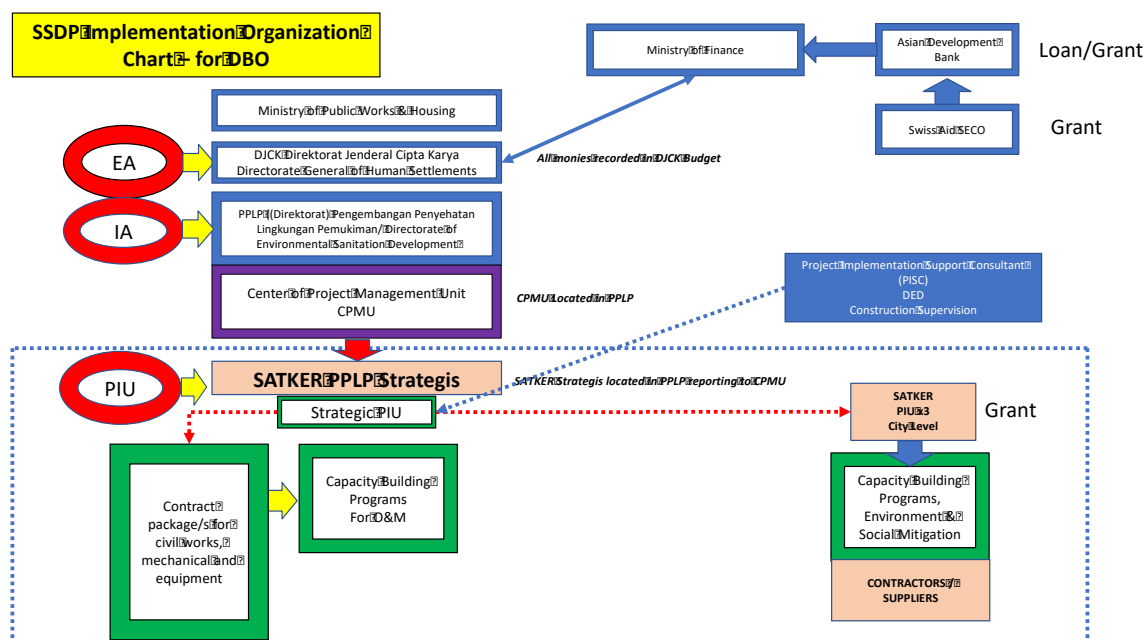 SSDP Implementation Organization
Chart – for DBO
Ministry of Finance
Asian Development
Bank
Loan/Grant
Ministry of Public Works & Housing
Swiss Aid SECO
Grant
EA
DJCK Direktorat Jenderal Cipta Karya
Directorate General of Human Settlements
All monies recorded in DJCK Budget
IA
PPLP (Direktorat) Pengembangan Penyehatan
Lingkungan Pemukiman/ Directorate of
Environmental Sanitation Development
Project Implementation Support Consultant
(PISC)
DED
Construction Supervision
Center of Project Management Unit
CPMU
CPMU Located in PPLP
PIU
SATKER PPLP Strategis
SATKER Strategis located in PPLP reporting to CPMU
Strategic PIU
SATKER
PIU x3
City Level
Grant
Contract
package/s for
civil works,
mechanical and
equipment
Capacity Building
Programs
For O&M
Capacity Building
Programs,
Environment &
Social Mitigation
CONTRACTORS /
SUPPLIERS